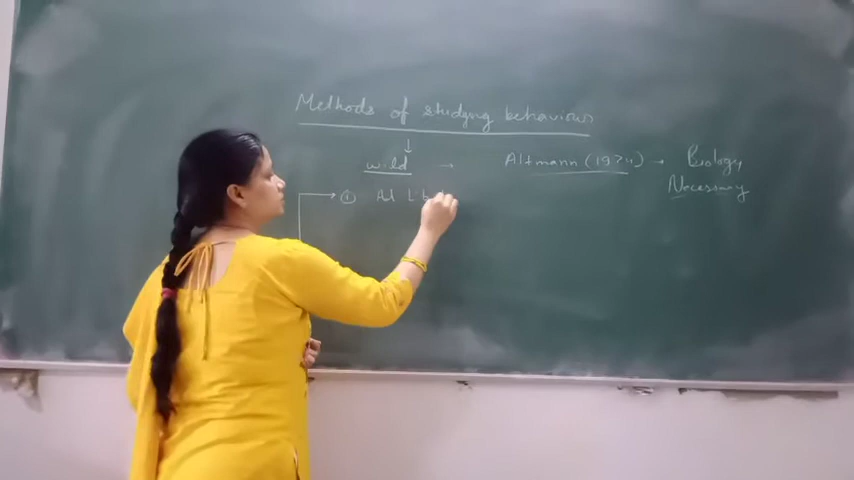 Methods of studying behaviour
↓
wild → Altmann (1974) → Biology,
Necessary
→ ① Ad Lib